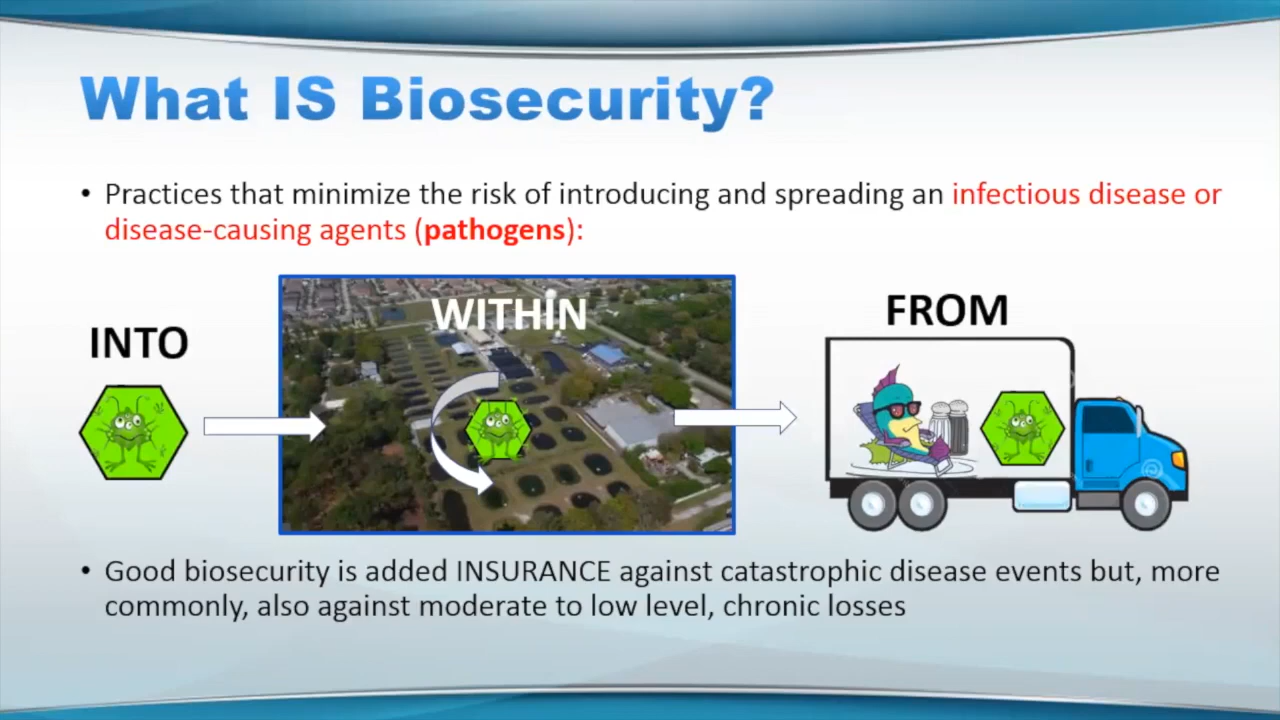 What IS Biosecurity?
• Practices that minimize the risk of introducing and spreading an infectious disease or
disease-causing agents (pathogens):
INTO
WITHIN
FROM
• Good biosecurity is added INSURANCE against catastrophic disease events but, more
commonly, also against moderate to low level, chronic losses